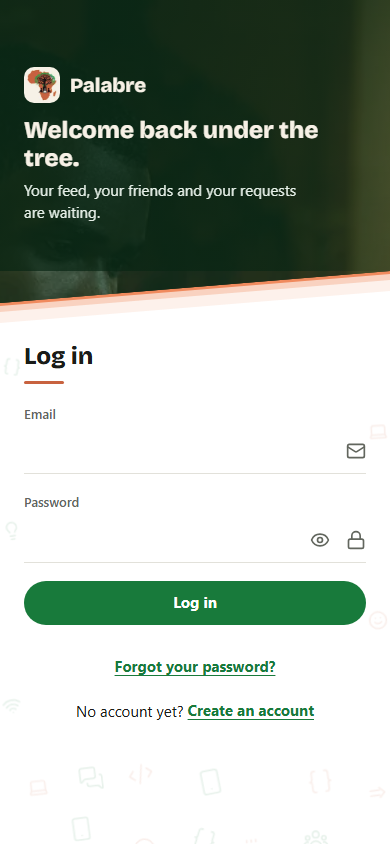 Palabre
Welcome back under the
tree.
Your feed, your friends and your requests
are waiting.
Log in
Email
Password
Log in
Forgot your password?
No account yet? Create an account